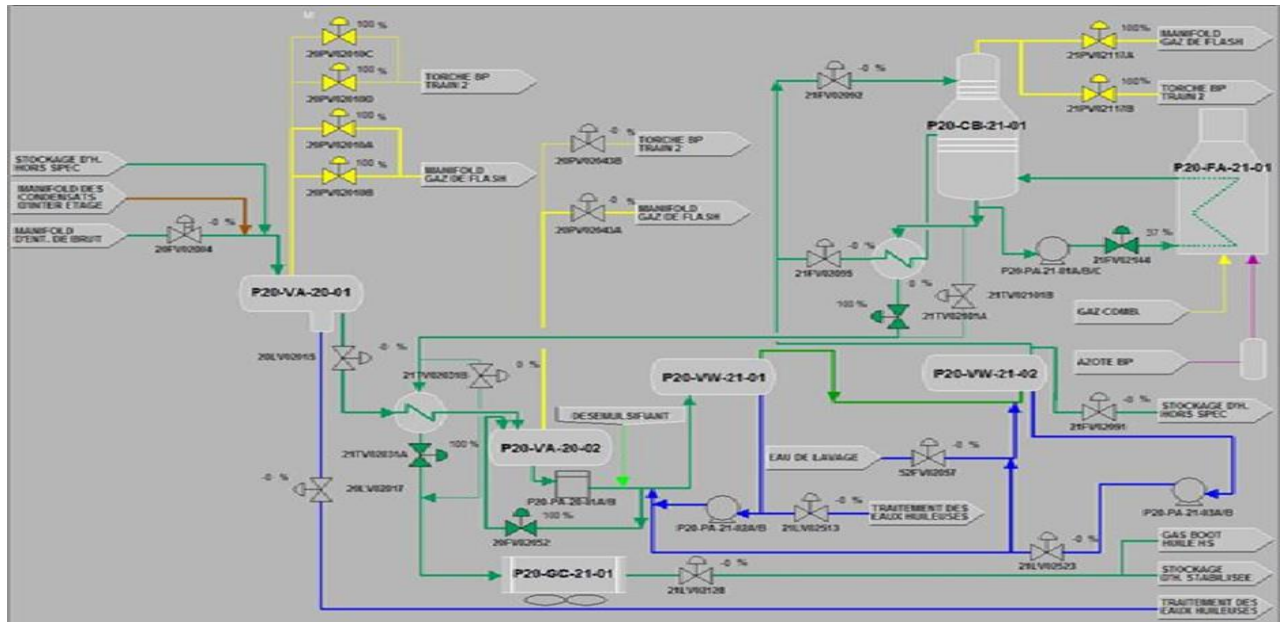 100 %
20PV02010C
100 %
20PV02010D
TORCHE BP
TRAIN 2
100 %
20PV02010A
100 %
20PV02010B
MANIFOLD
GAZ DE FLASH
STOCKAGE D'H.
HORS SPEC
MANIFOLD DES
CONDENSATS
D'INTER ETAGE
MANIFOLD
D'ENT. DE BRUT
-0 %
20FV02004
-0 %
20PV02043B
TORCHE BP
TRAIN 2
-0 %
20PV02043A
MANIFOLD
GAZ DE FLASH
-0 %
21FV02092
100%
21PV02117A
MANIFOLD
GAZ DE FLASH
100%
21PV02117B
TORCHE BP
TRAIN 2
P20-CB-21-01
P20-FA-21-01
-0 %
21FV02095
P20-PA-21-01A/B/C
37 %
21FV02144
0 %
21TV02101B
100 %
21TV02101A
GAZ COMB.
AZOTE BP
P20-VA-20-01
20LV02015
-0 %
21TV02031B
0 %
P20-VW-21-01
P20-VW-21-02
DESEMULSIFIANT
-0 %
21FV02091
STOCKAGE D'H.
HORS SPEC
100 %
21TV02031A
P20-VA-20-02
EAU DE LAVAGE
-0 %
52FV02057
-0 %
20LV02017
P20-PA-20-01A/B
100 %
20FV02052
P20-PA-21-02A/B
-0 %
21LV02513
TRAITEMENT DES
EAUX HUILEUSES
P20-PA-21-03A/B
-0 %
21LV02523
GAS BOOT
HUILE HS
P20-GC-21-01
-0 %
21LV02128
STOCKAGE
D'H. STABILISEE
TRAITEMENT DES
EAUX HUILEUSES